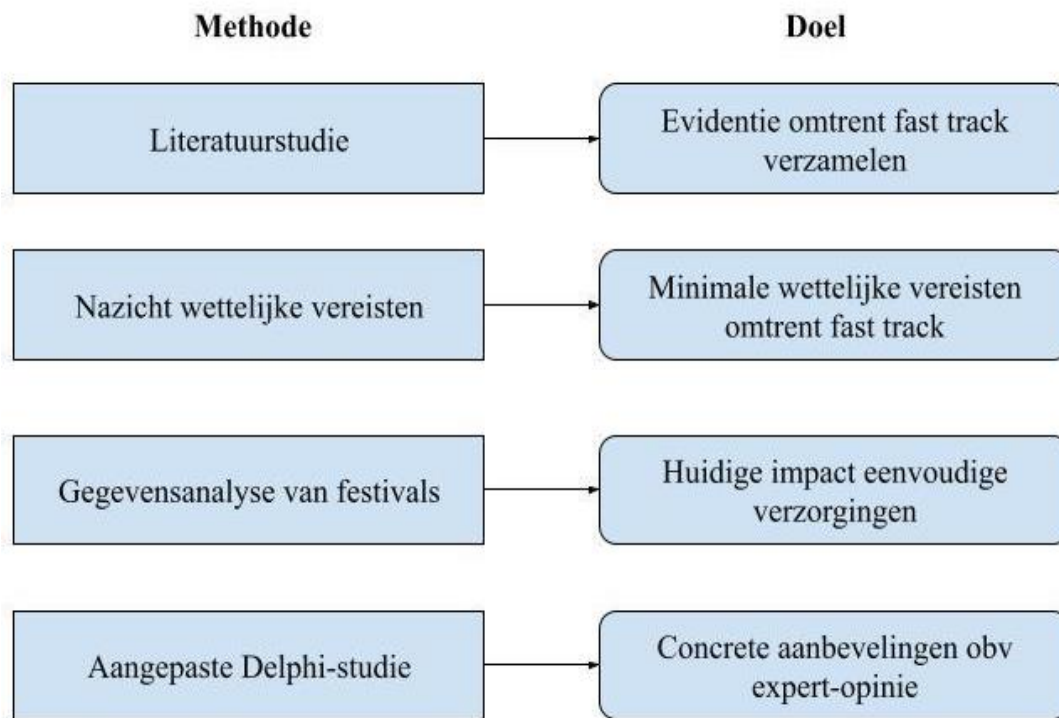 Methode
Doel
Literatuurstudie
Evidentie omtrent fast track
verzamelen
Nazicht wettelijke vereisten
Minimale wettelijke vereisten
omtrent fast track
Gegevensanalyse van festivals
Huidige impact eenvoudige
verzorgingen
Aangepaste Delphi-studie
Concrete aanbevelingen obv
expert-opinie